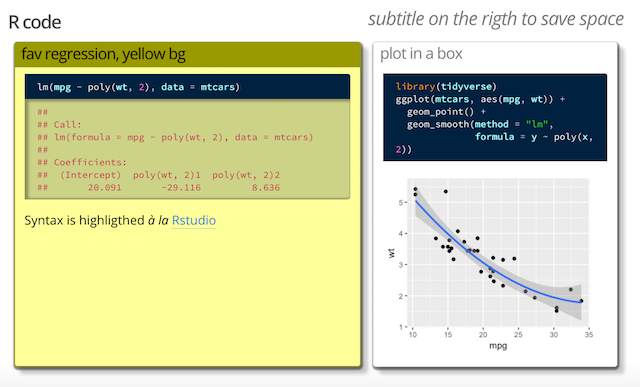 R code
subtitle on the rigth to save space
fav regression, yellow bg
lm(mpg ~ poly(wt, 2), data = mtcars)
##
## Call:
## lm(formula = mpg ~ poly(wt, 2), data = mtcars)
##
## Coefficients:
##  (Intercept)  poly(wt, 2)1  poly(wt, 2)2
##       20.091       -29.116         8.636
Syntax is highligthed à la Rstudio
plot in a box
library(tidyverse)
ggplot(mtcars, aes(mpg, wt)) +
  geom_point() +
  geom_smooth(method = "lm",
              formula = y ~ poly(x,
2))
5
4
3
2
1
wt
10 15 20 25 30 35
mpg